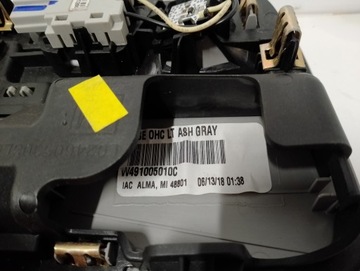 OHC LT ASH GRAY
W491005010C
IAC ALMA, MI 48801 06/13/18 01:38